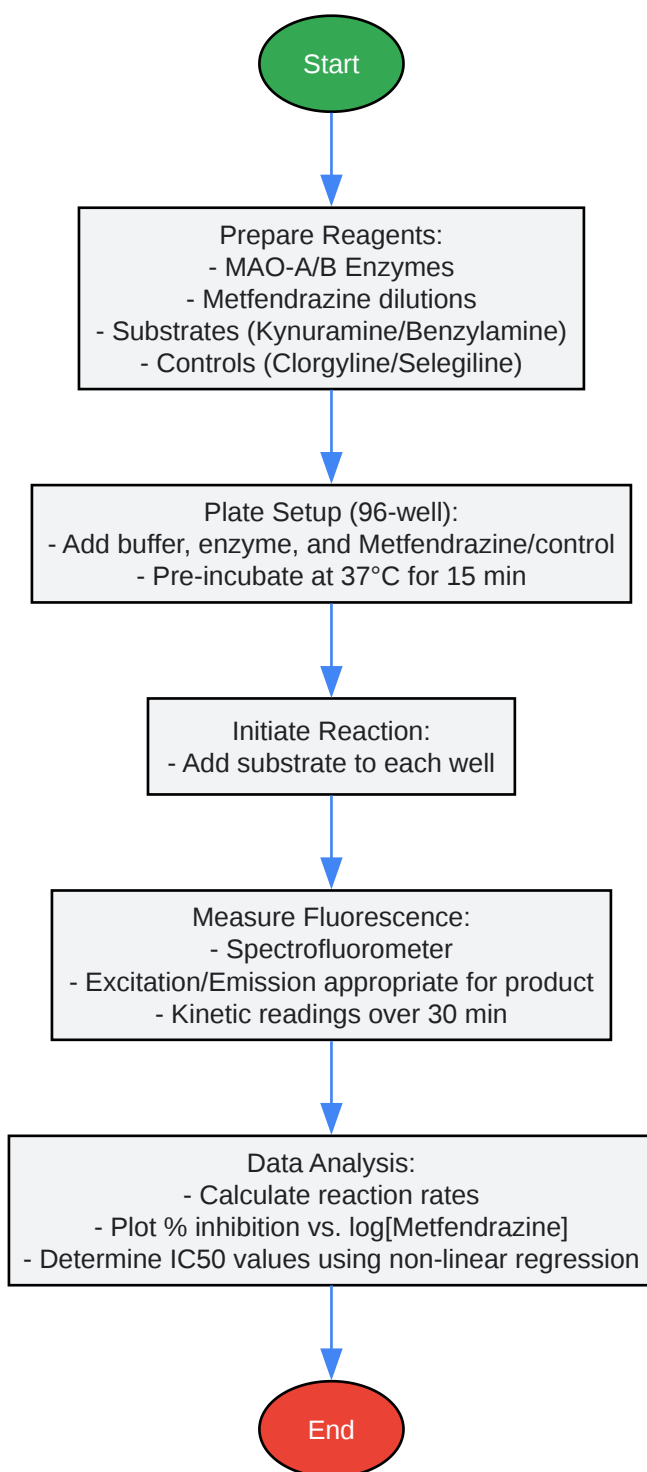 Start
Prepare Reagents:
- MAO-A/B Enzymes
- Metfendrazine dilutions
- Substrates (Kynuramine/Benzylamine)
- Controls (Clorgyline/Selegiline)
Plate Setup (96-well):
- Add buffer, enzyme, and Metfendrazine/control
- Pre-incubate at 37°C for 15 min
Initiate Reaction:
- Add substrate to each well
Measure Fluorescence:
- Spectrofluorometer
- Excitation/Emission appropriate for product
- Kinetic readings over 30 min
Data Analysis:
- Calculate reaction rates
- Plot % inhibition vs. log[Metfendrazine]
- Determine IC50 values using non-linear regression
End